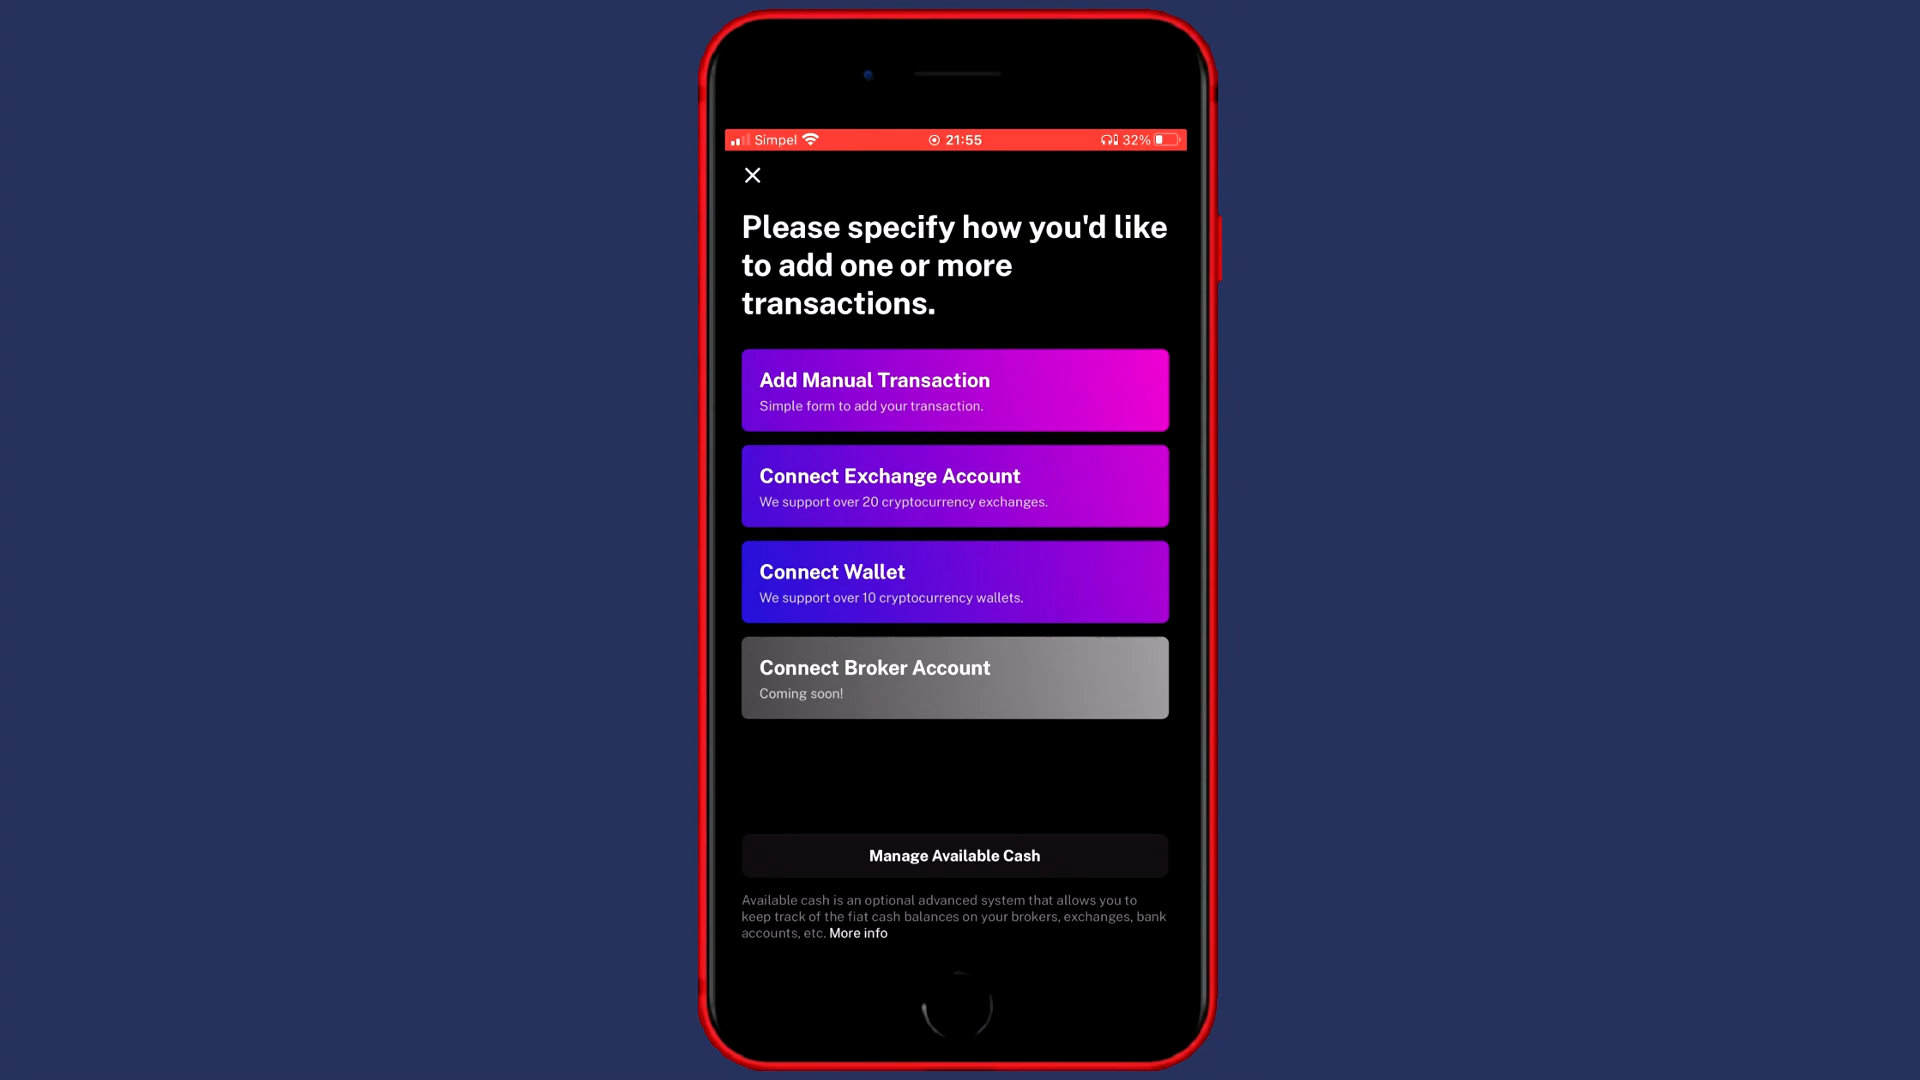 Simpel 21:55 32%
Please specify how you'd like
to add one or more
transactions.
Add Manual Transaction
Simple form to add your transaction.
Connect Exchange Account
We support over 20 cryptocurrency exchanges.
Connect Wallet
We support over 10 cryptocurrency wallets.
Connect Broker Account
Coming soon!
Manage Available Cash
Available cash is an optional advanced system that allows you to
keep track of the fiat cash balances on your brokers, exchanges, bank
accounts, etc. More info